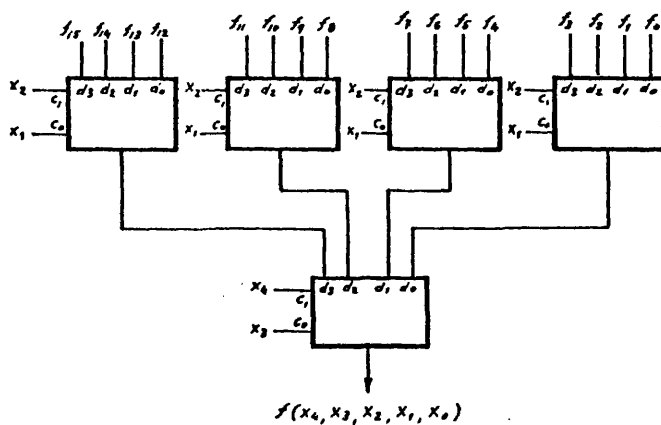 f15 f14 f13 f12 f11 f10 f9 f8 f7 f6 f5 f4 f3 f2 f1 f0
x2 c1 d3 d2 d1 d0 x2 c1 d3 d2 d1 d0 x2 c1 d3 d2 d1 d0 x2 c1 d3 d2 d1 d0
x1 c0 x1 c0 x1 c0 x1 c0
x4 c1 d3 d2 d1 d0
x3 c0
f(x4, x3, x2, x1, x0)